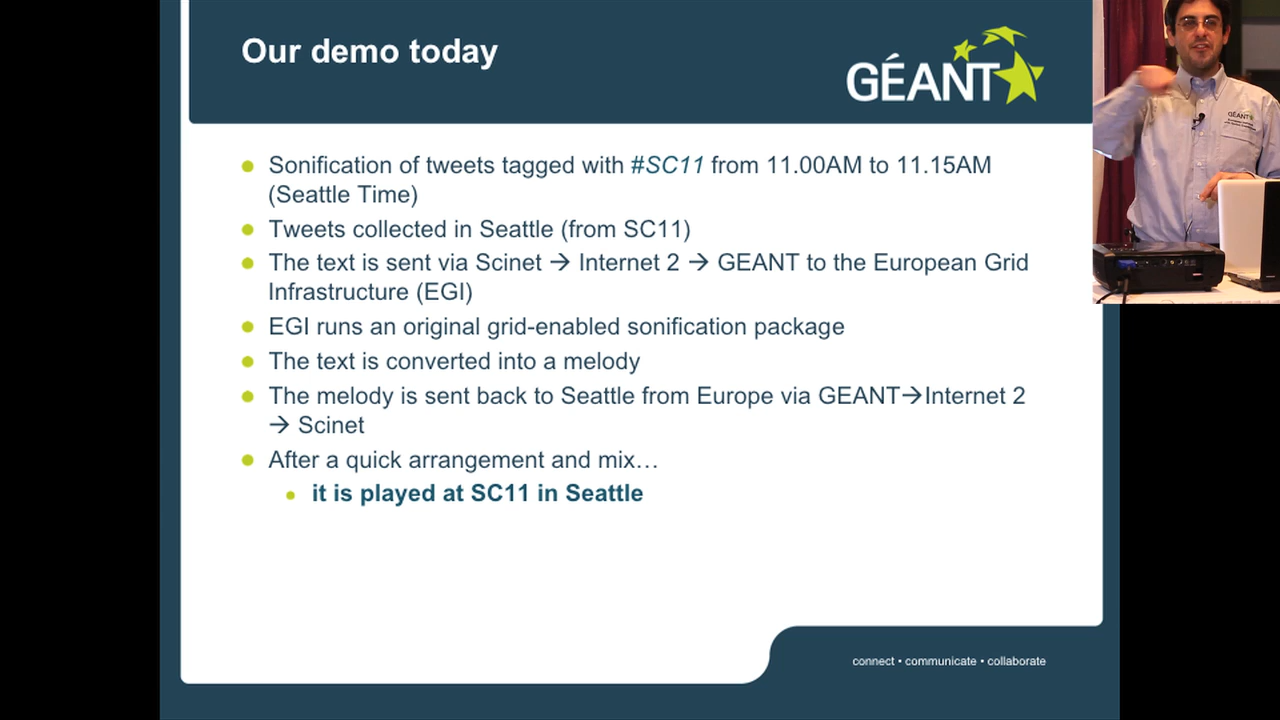 Our demo today
GÉANT
Sonification of tweets tagged with #SC11 from 11.00AM to 11.15AM
(Seattle Time)
Tweets collected in Seattle (from SC11)
The text is sent via Scinet → Internet 2 → GEANT to the European Grid
Infrastructure (EGI)
EGI runs an original grid-enabled sonification package
The text is converted into a melody
The melody is sent back to Seattle from Europe via GEANT→Internet 2
→ Scinet
After a quick arrangement and mix…
it is played at SC11 in Seattle
connect • communicate • collaborate
GÉANT